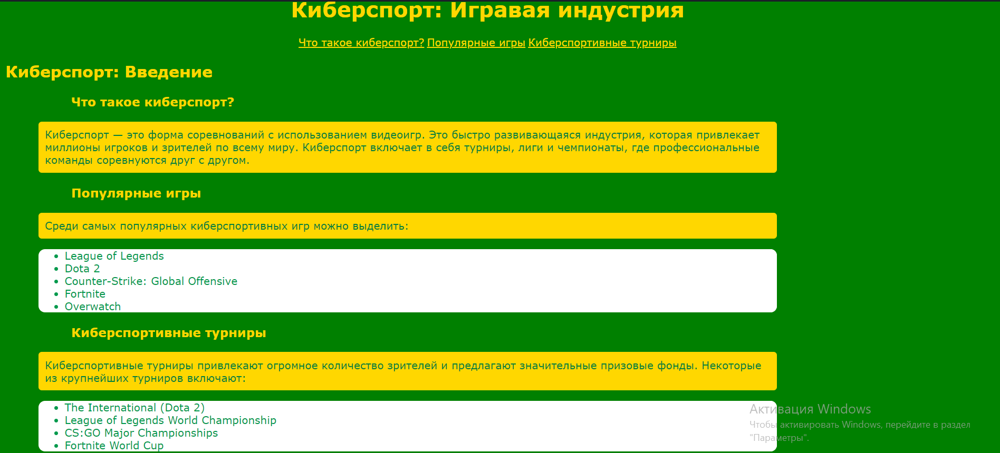 Киберспорт: Игравая индустрия
Что такое киберспорт? Популярные игры Киберспортивные турниры
Киберспорт: Введение
Что такое киберспорт?
Киберспорт — это форма соревнований с использованием видеоигр. Это быстро развивающаяся индустрия, которая привлекает
миллионы игроков и зрителей по всему миру. Киберспорт включает в себя турниры, лиги и чемпионаты, где профессиональные
команды соревнуются друг с другом.
Популярные игры
Среди самых популярных киберспортивных игр можно выделить:
League of Legends
Dota 2
Counter-Strike: Global Offensive
Fortnite
Overwatch
Киберспортивные турниры
Киберспортивные турниры привлекают огромное количество зрителей и предлагают значительные призовые фонды. Некоторые
из крупнейших турниров включают:
The International (Dota 2)
League of Legends World Championship
CS:GO Major Championships
Fortnite World Cup
Активация Windows
Чтобы активировать Windows, перейдите в раздел
"Параметры".